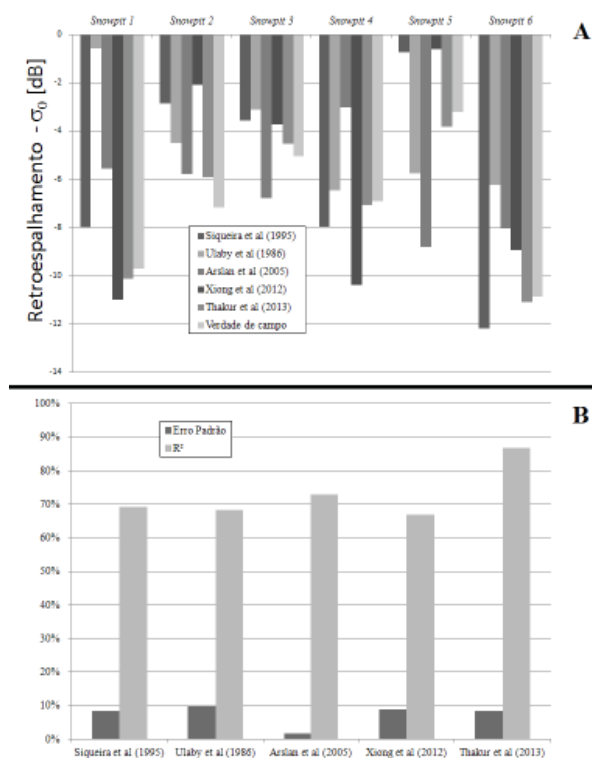 Snowpit 1 Snowpit 2 Snowpit 3 Snowpit 4 Snowpit 5 Snowpit 6
A
Retroespalhamento - σ0 [dB]
0
-2
-4
-6
-8
-10
-12
-14
Siqueira et al (1995)
Ulaby et al (1986)
Arslan et al (2005)
Xiong et al (2012)
Thakur et al (2013)
Verdade de campo
B
100%
90%
80%
70%
60%
50%
40%
30%
20%
10%
0%
Erro Padrão
R²
Siqueira et al (1995) Ulaby et al (1986) Arslan et al (2005) Xiong et al (2012) Thakur et al (2013)